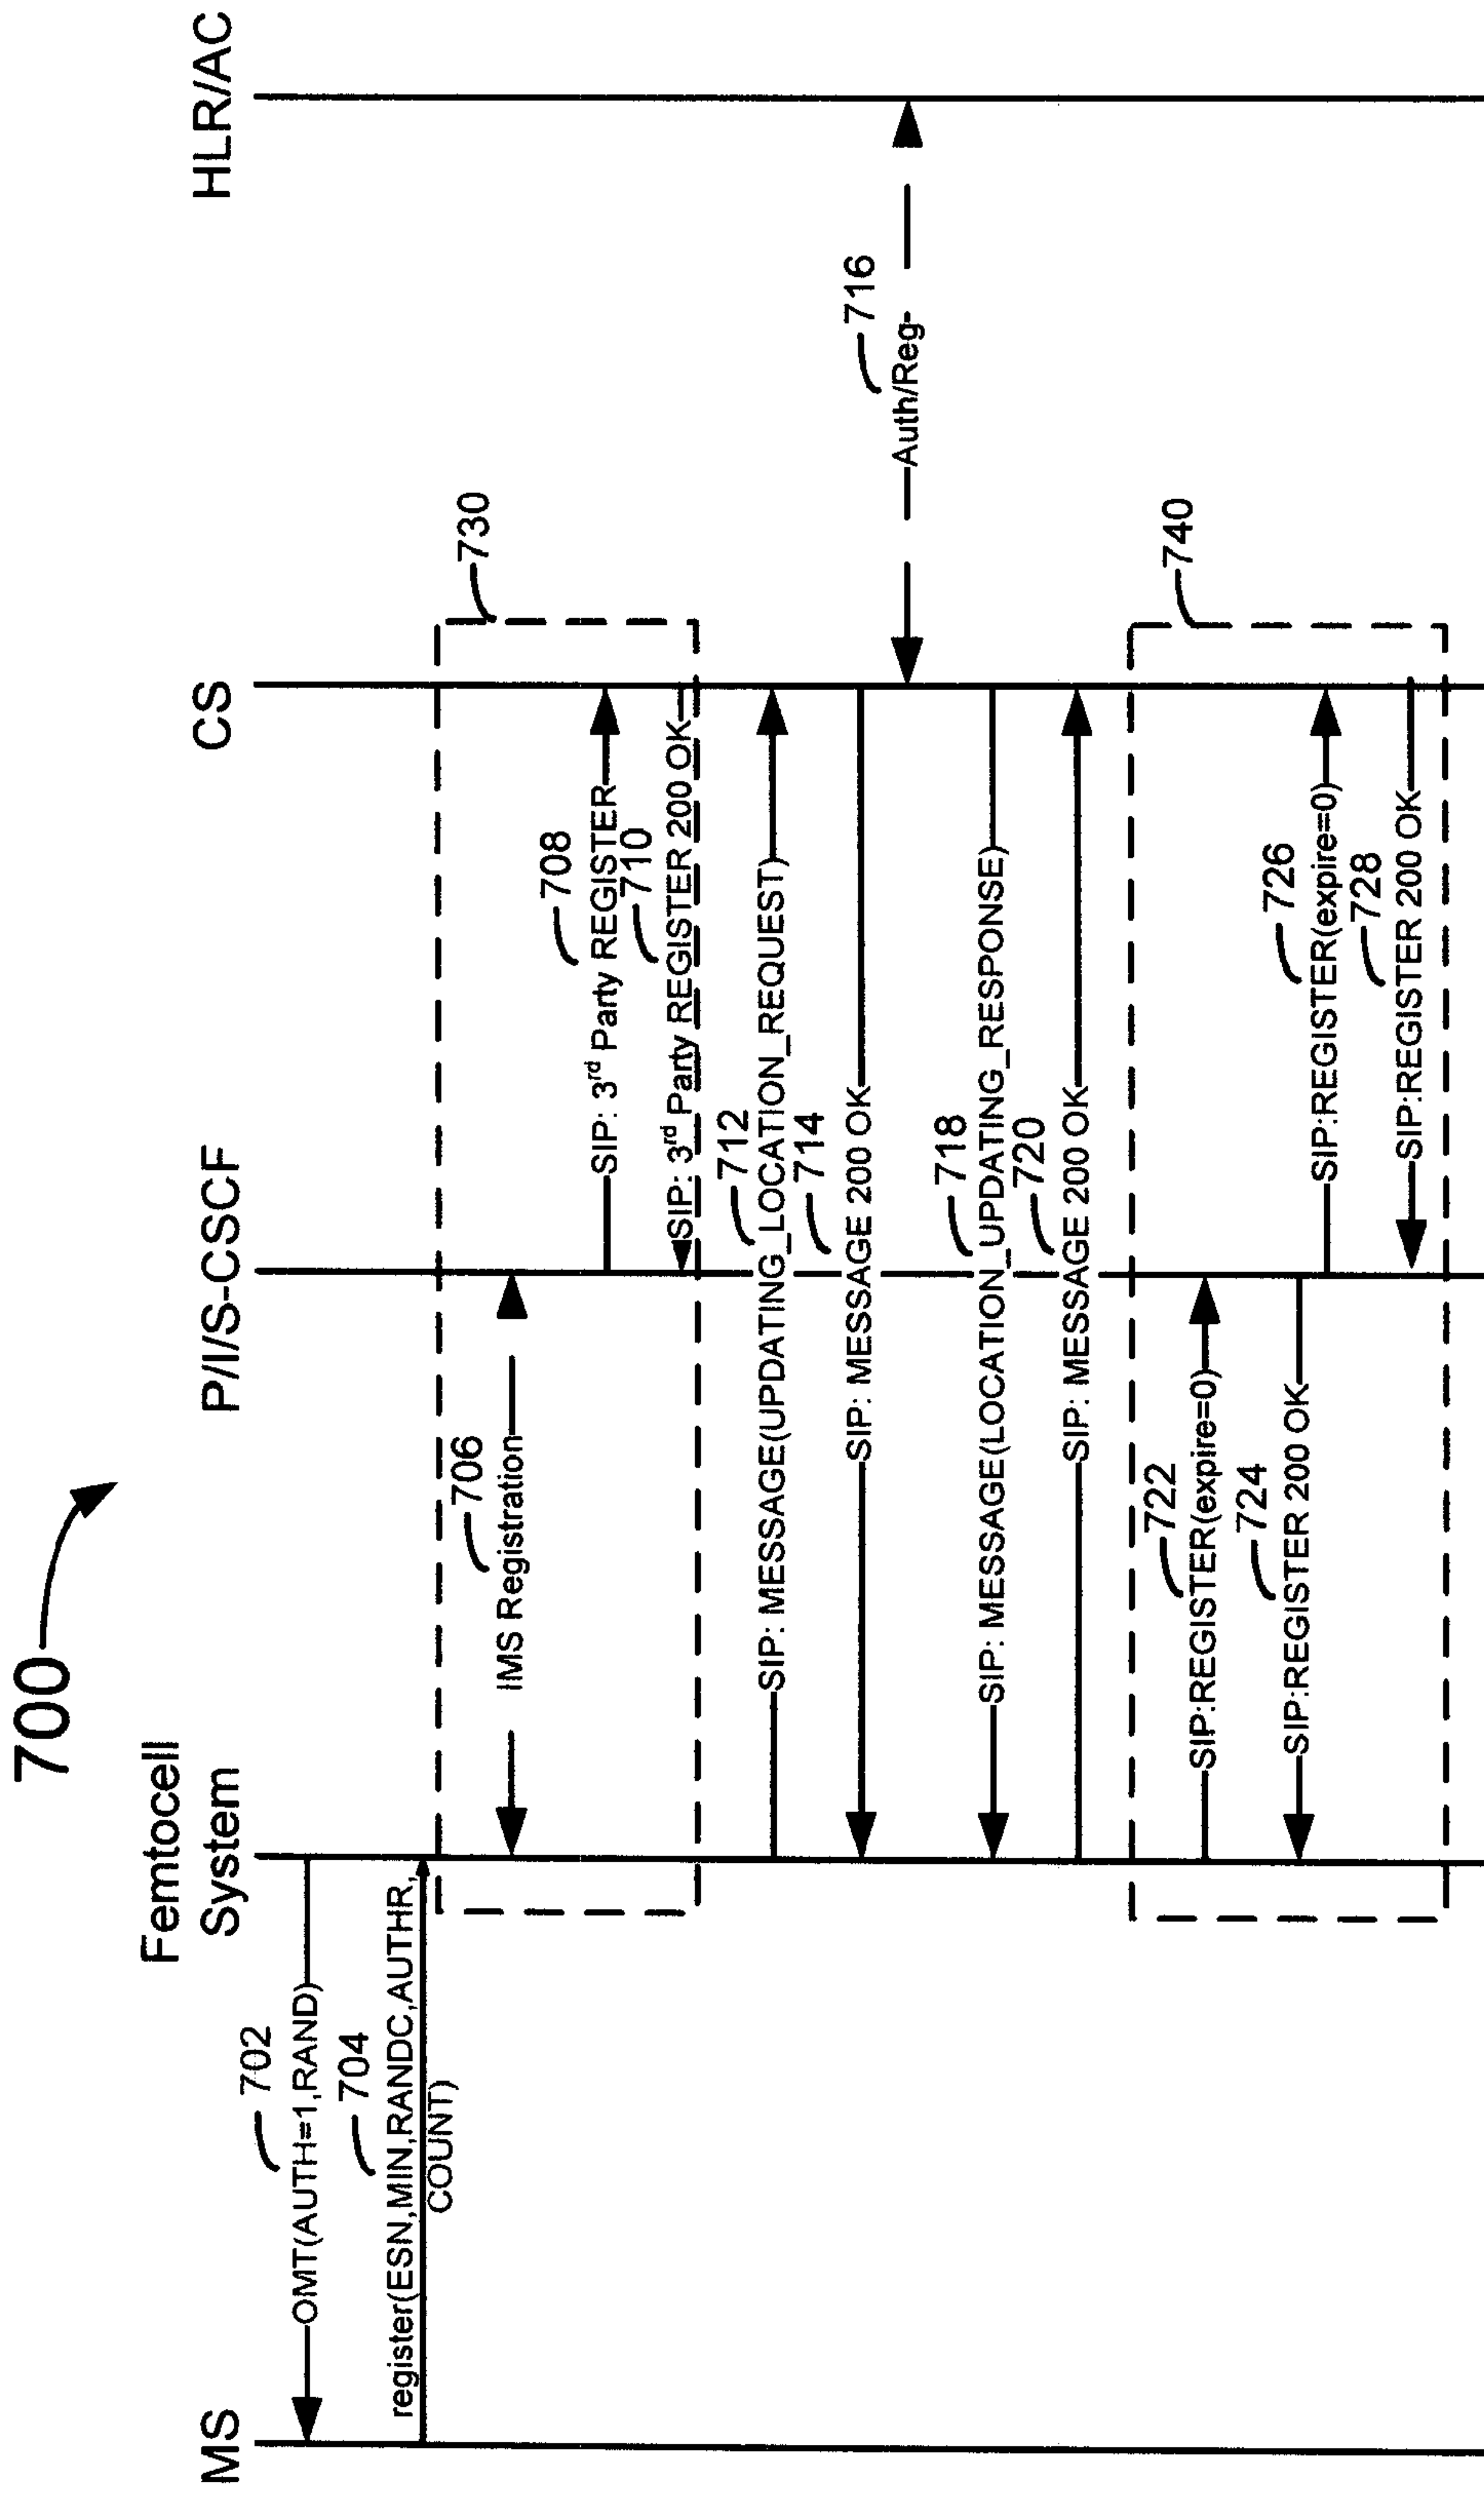 700
MS
Femtocell
System
P/I/S-CSCF
CS
HLR/AC
702
OMT(AUTH=1,RAND)
704
register(ESN,MIN,RANDC,AUTHR,
COUNT)
730
706
IMS Registration
708
SIP: 3rd Party REGISTER
710
SIP: 3rd Party REGISTER 200 OK
712
SIP: MESSAGE(UPDATING_LOCATION_REQUEST)
714
SIP: MESSAGE 200 OK
716
Auth/Reg
718
SIP: MESSAGE(LOCATION_UPDATING_RESPONSE)
720
SIP: MESSAGE 200 OK
740
722
SIP:REGISTER(expire=0)
724
SIP:REGISTER 200 OK
726
SIP:REGISTER(expire=0)
728
SIP:REGISTER 200 OK